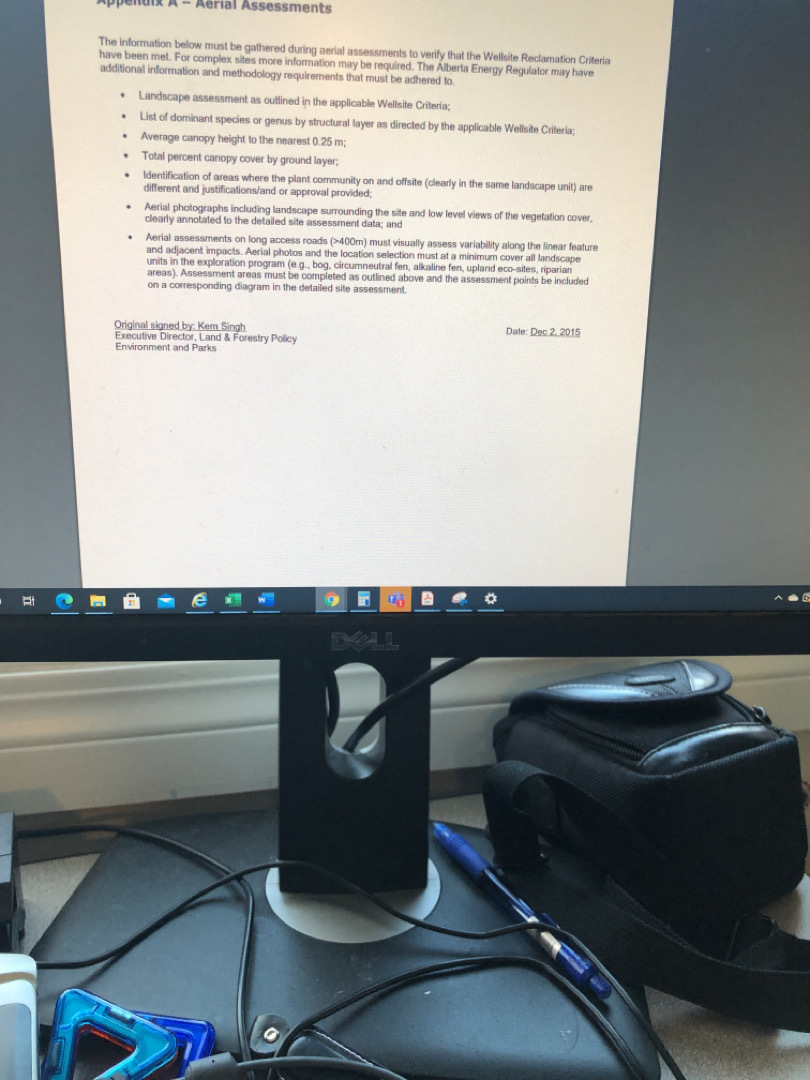 Appendix A – Aerial Assessments
The information below must be gathered during aerial assessments to verify that the Wellsite Reclamation Criteria
have been met. For complex sites more information may be required. The Alberta Energy Regulator may have
additional information and methodology requirements that must be adhered to.
• Landscape assessment as outlined in the applicable Wellsite Criteria;
• List of dominant species or genus by structural layer as directed by the applicable Wellsite Criteria;
• Average canopy height to the nearest 0.25 m;
• Total percent canopy cover by ground layer;
• Identification of areas where the plant community on and offsite (clearly in the same landscape unit) are
different and justifications/and or approval provided;
• Aerial photographs including landscape surrounding the site and low level views of the vegetation cover,
clearly annotated to the detailed site assessment data; and
• Aerial assessments on long access roads (>400m) must visually assess variability along the linear feature
and adjacent impacts. Aerial photos and the location selection must at a minimum cover all landscape
units in the exploration program (e.g., bog, circumneutral fen, alkaline fen, upland eco-sites, riparian
areas). Assessment areas must be completed as outlined above and the assessment points be included
on a corresponding diagram in the detailed site assessment.
Original signed by: Kem Singh
Executive Director, Land & Forestry Policy
Environment and Parks
Date: Dec 2, 2015
DELL